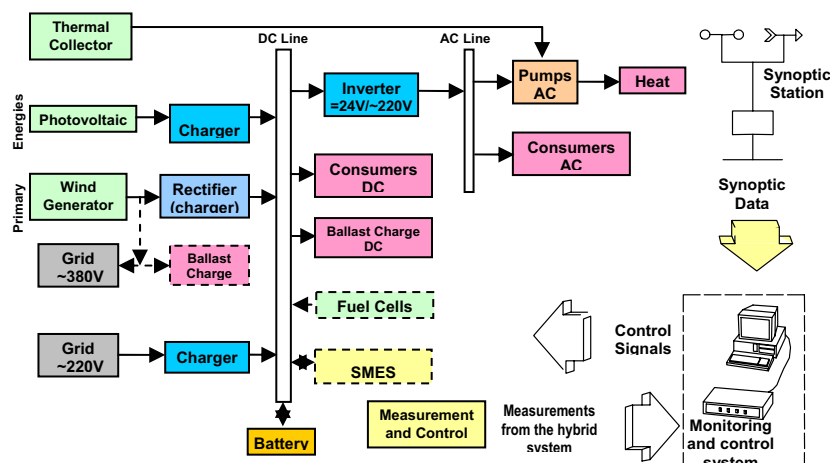 Thermal
Collector
DC Line
AC Line
Inverter
=24V/~220V
Pumps
AC
Heat
Synoptic
Station
Energies
Photovoltaic
Charger
Consumers
DC
Consumers
AC
Primary
Wind
Generator
Rectifier
(charger)
Synoptic
Data
Ballast Charge
DC
Grid
~380V
Ballast
Charge
Fuel Cells
Control
Signals
Grid
~220V
Charger
SMES
Measurement
and Control
Measurements
from the hybrid
system
Monitoring
and control
system
Battery